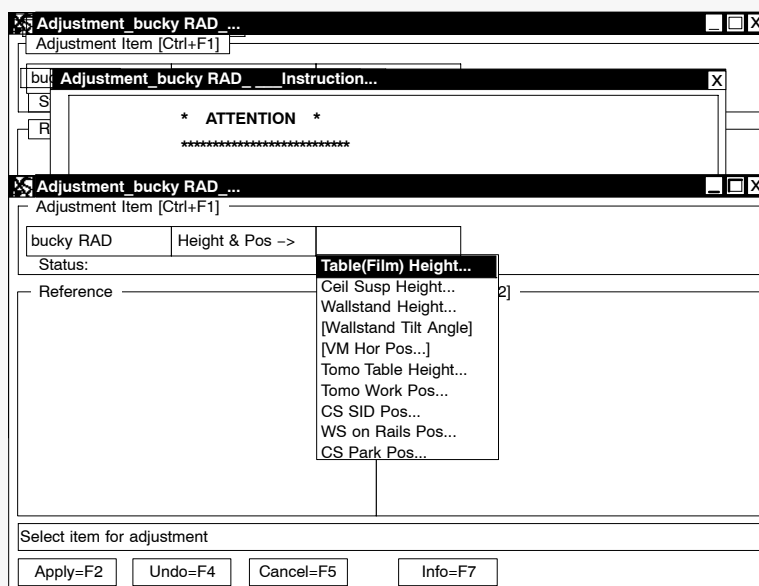 Adjustment_bucky RAD_...
Adjustment Item [Ctrl+F1]
buc
Adjustment_bucky RAD_ ___Instruction...
X
S
* ATTENTION *
R
***************************
Adjustment_bucky RAD_...
Adjustment Item [Ctrl+F1]
bucky RAD Height & Pos −>
Status:
Table(Film) Height...
Reference
2]
Ceil Susp Height...
Wallstand Height...
[Wallstand Tilt Angle]
[VM Hor Pos...]
Tomo Table Height...
Tomo Work Pos...
CS SID Pos...
WS on Rails Pos...
CS Park Pos...
Select item for adjustment
Apply=F2 Undo=F4 Cancel=F5 Info=F7